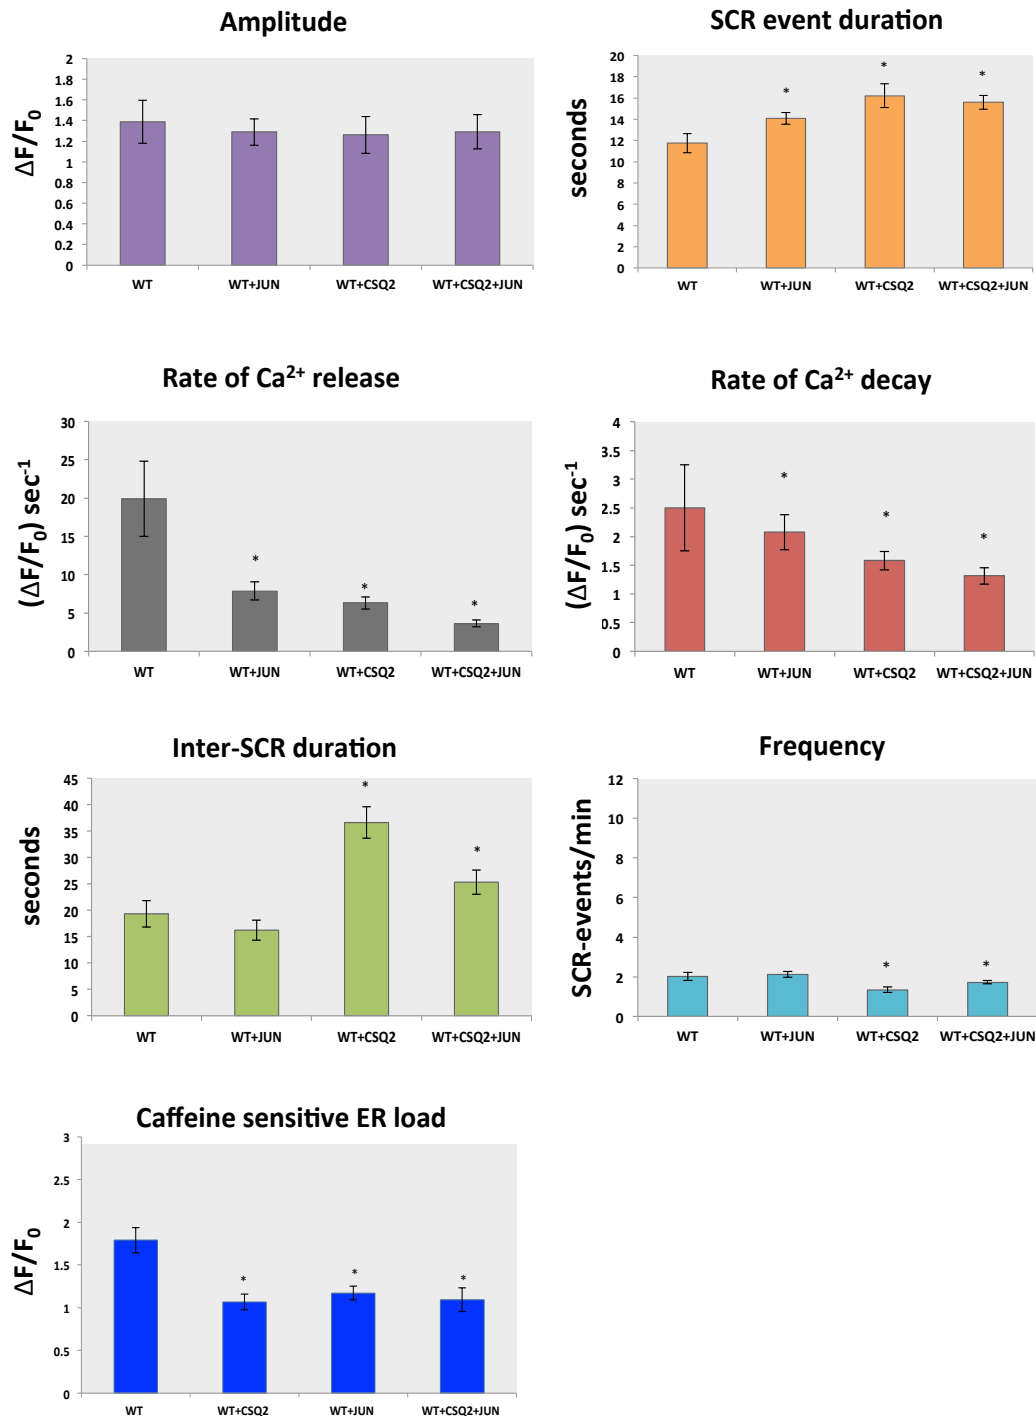 Amplitude
ΔF/F0
2
1.8
1.6
1.4
1.2
1
0.8
0.6
0.4
0.2
0
WT
WT+JUN
WT+CSQ2
WT+CSQ2+JUN
SCR event duration
seconds
20
18
16
14
12
10
8
6
4
2
0
*
*
*
WT
WT+JUN
WT+CSQ2
WT+CSQ2+JUN
Rate of Ca2+ release
(ΔF/F0) sec-1
30
25
20
15
10
5
0
*
*
*
WT
WT+JUN
WT+CSQ2
WT+CSQ2+JUN
Rate of Ca2+ decay
(ΔF/F0) sec-1
4
3.5
3
2.5
2
1.5
1
0.5
0
*
*
*
WT
WT+JUN
WT+CSQ2
WT+CSQ2+JUN
Inter-SCR duration
seconds
45
40
35
30
25
20
15
10
5
0
*
*
WT
WT+JUN
WT+CSQ2
WT+CSQ2+JUN
Frequency
SCR-events/min
12
10
8
6
4
2
0
*
*
WT
WT+JUN
WT+CSQ2
WT+CSQ2+JUN
Caffeine sensitive ER load
ΔF/F0
3
2.5
2
1.5
1
0.5
0
*
*
*
WT
WT+CSQ2
WT+JUN
WT+CSQ2+JUN